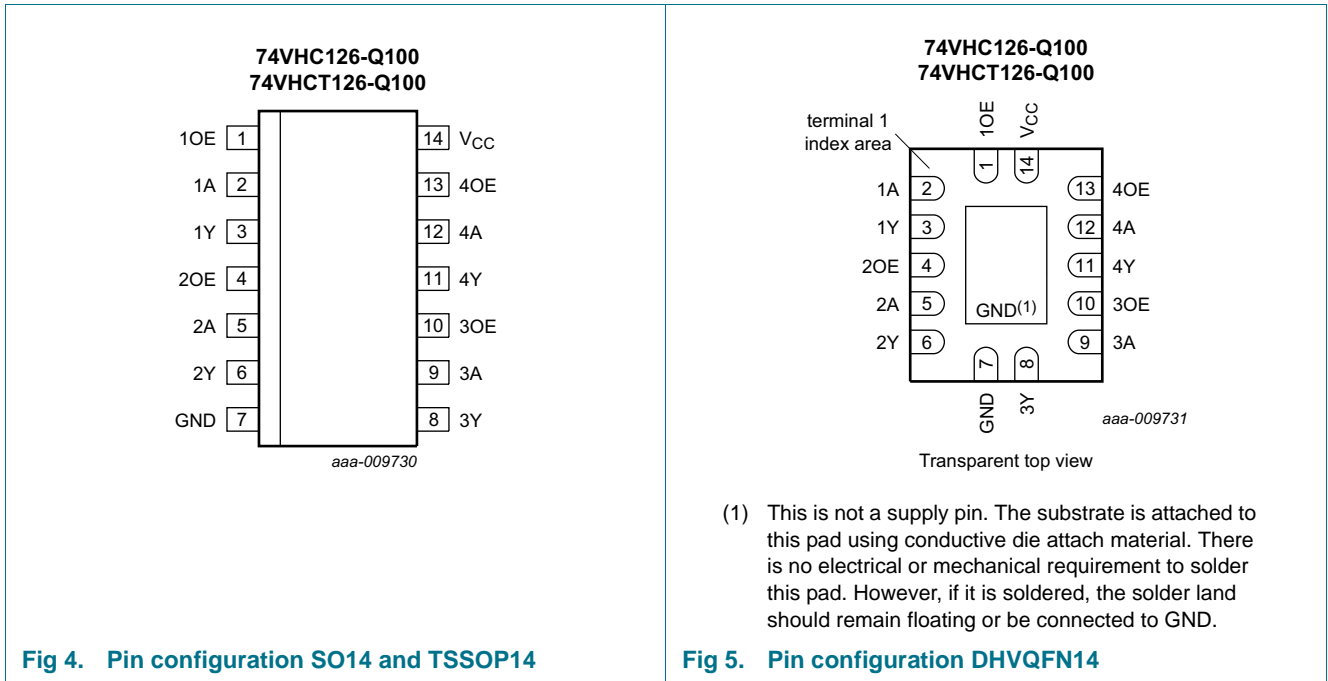 74VHC126-Q100
74VHCT126-Q100
1OE 1 14 VCC
1A 2 13 4OE
1Y 3 12 4A
2OE 4 11 4Y
2A 5 10 3OE
2Y 6 9 3A
GND 7 8 3Y
aaa-009730
Fig 4. Pin configuration SO14 and TSSOP14
74VHC126-Q100
74VHCT126-Q100
terminal 1
index area
1OE VCC
1 14
1A 2 13 4OE
1Y 3 12 4A
2OE 4 11 4Y
2A 5 10 3OE
GND(1)
2Y 6 9 3A
7 8
GND 3Y
aaa-009731
Transparent top view
(1) This is not a supply pin. The substrate is attached to
this pad using conductive die attach material. There
is no electrical or mechanical requirement to solder
this pad. However, if it is soldered, the solder land
should remain floating or be connected to GND.
Fig 5. Pin configuration DHVQFN14